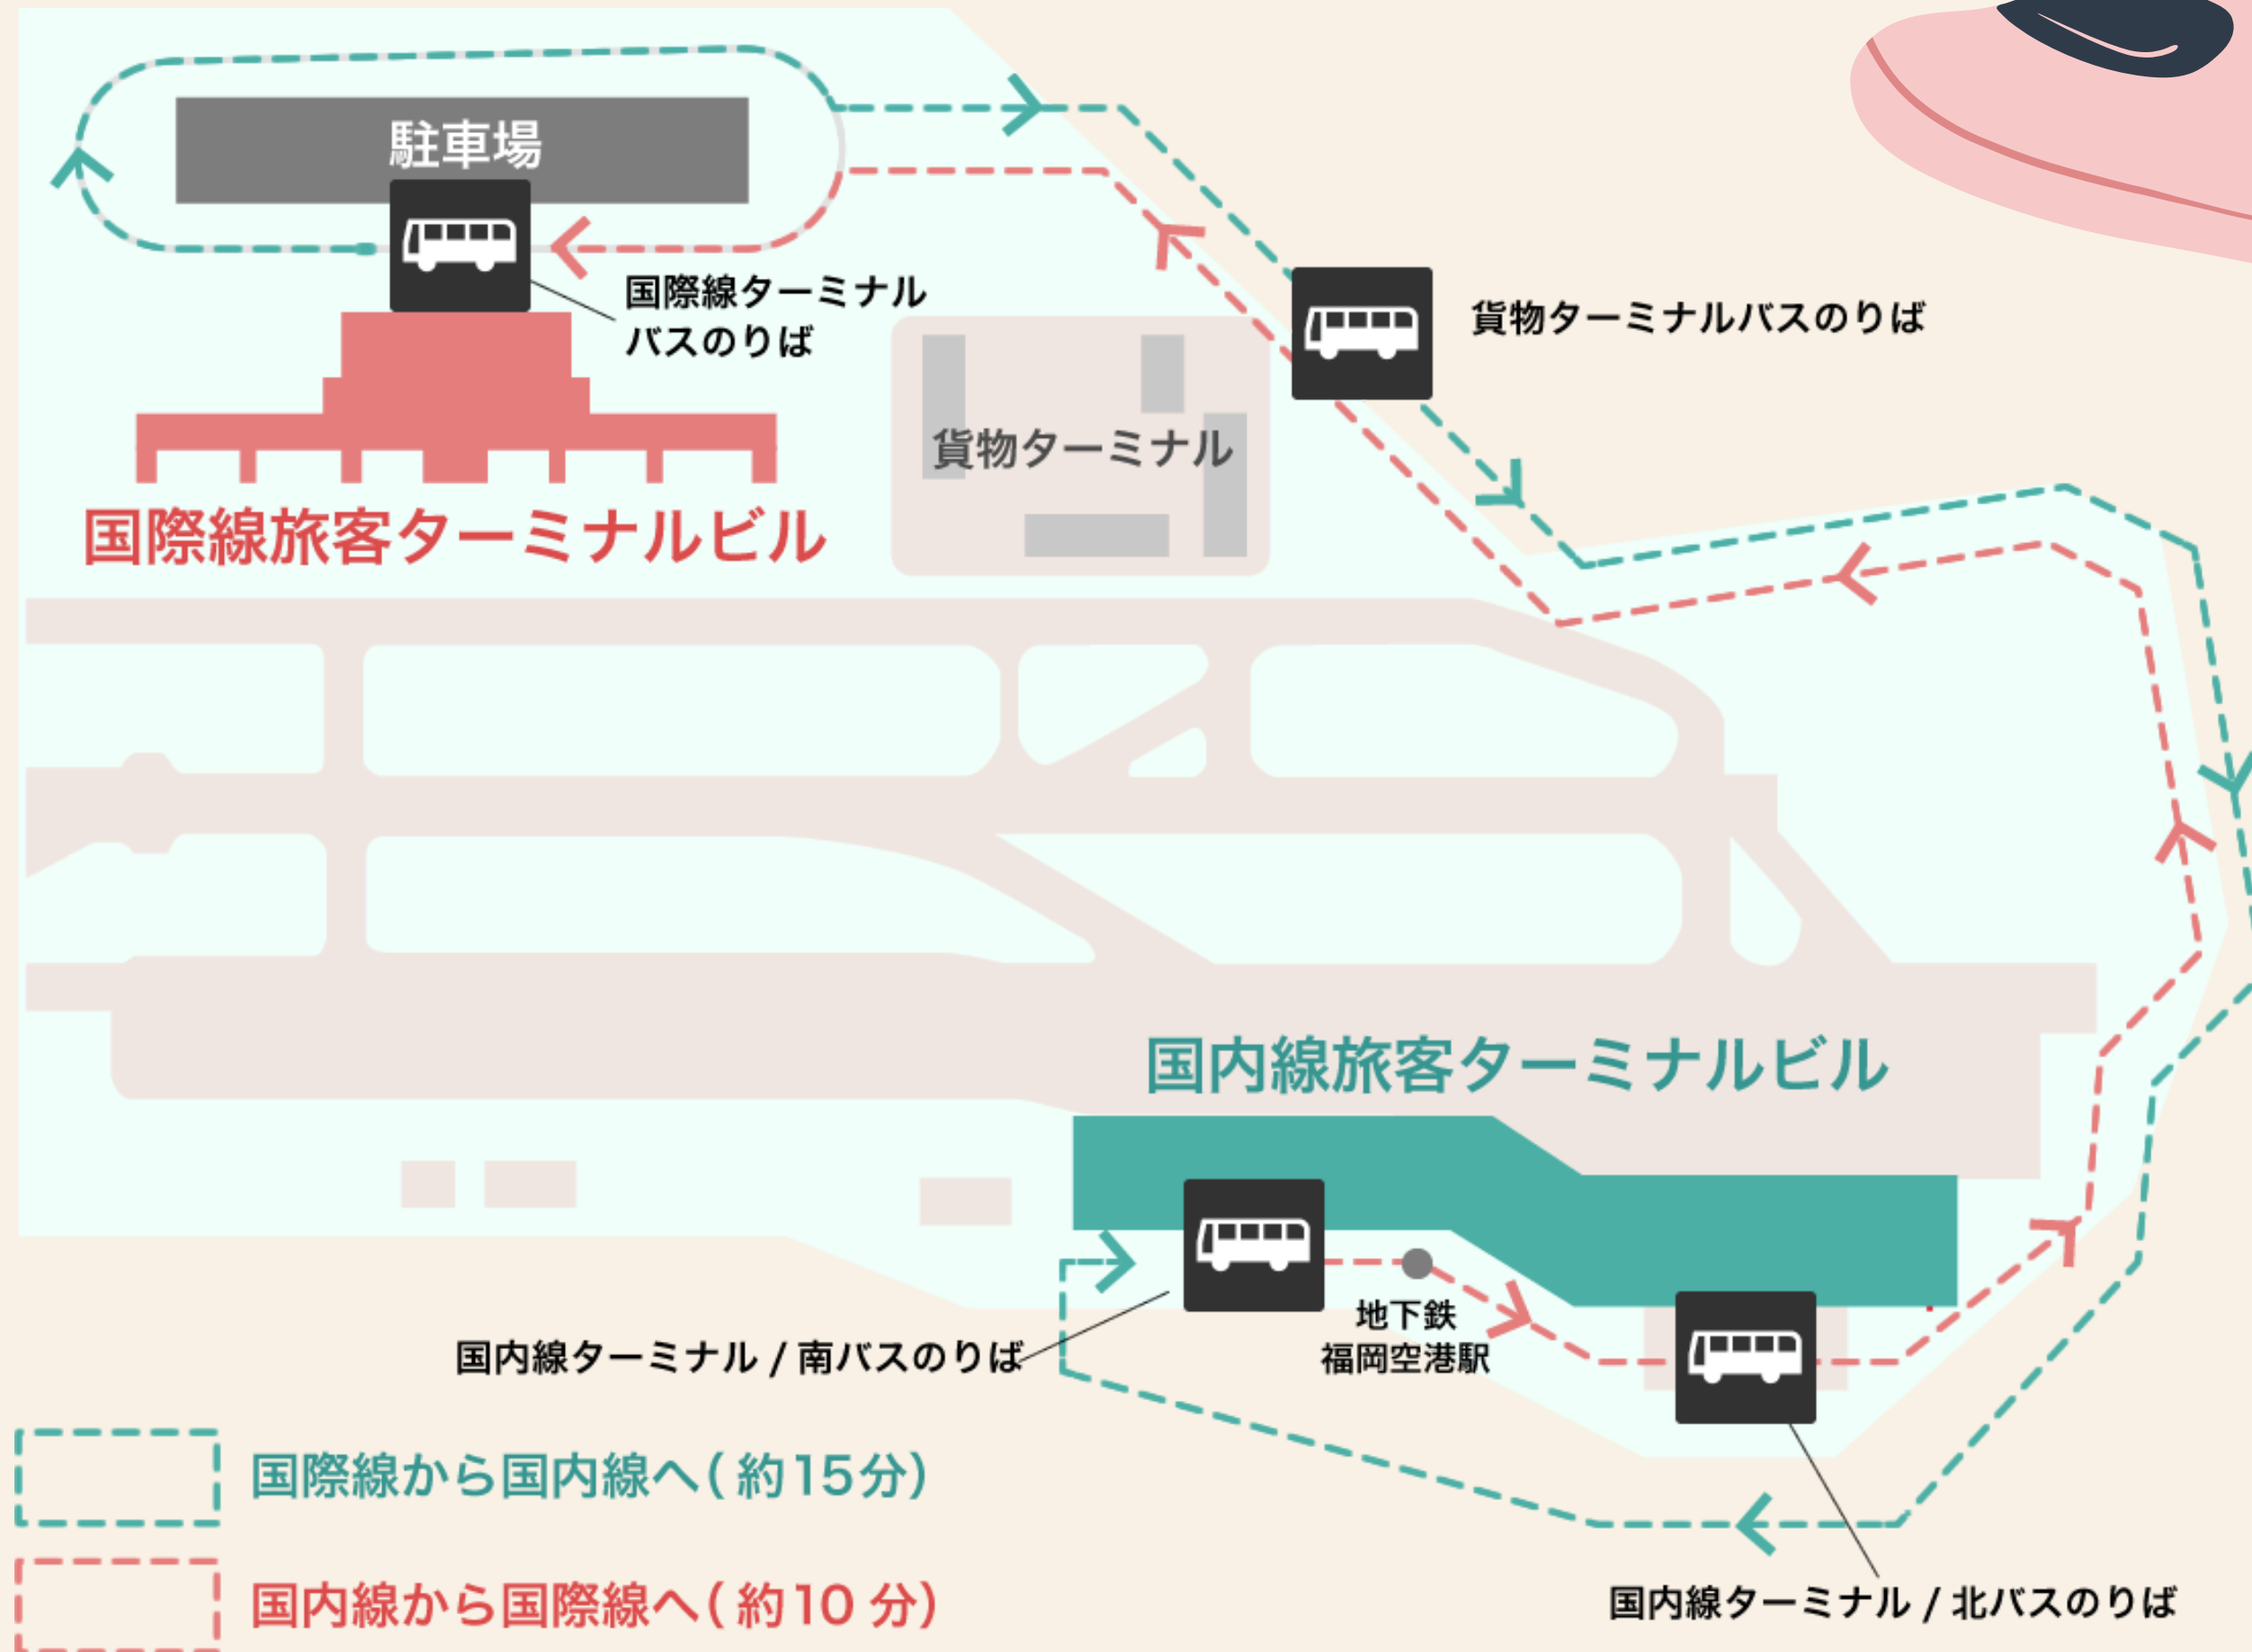 駐車場
国際線ターミナル
バスのりば
貨物ターミナルバスのりば
貨物ターミナル
国際線旅客ターミナルビル
国内線旅客ターミナルビル
地下鉄
福岡空港駅
国内線ターミナル / 南バスのりば
国際線から国内線へ( 約15分)
国内線から国際線へ( 約10 分)
国内線ターミナル / 北バスのりば